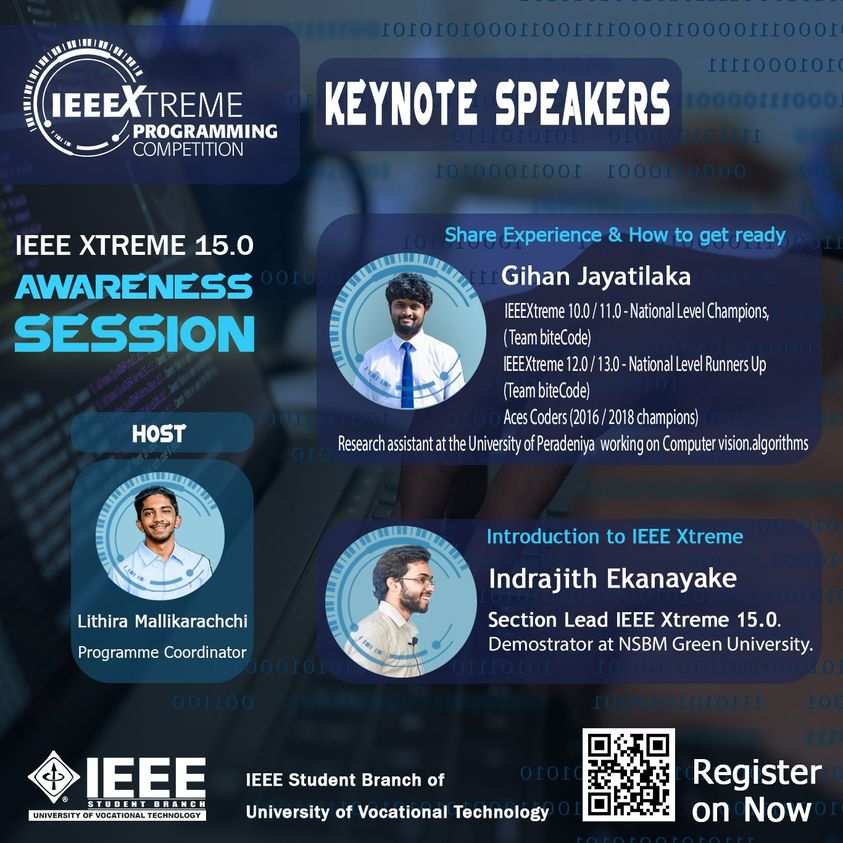 IEEEXTREME
PROGRAMMING
COMPETITION
KEYNOTE SPEAKERS
IEEE XTREME 15.0
AWARENESS
SESSION
HOST
Lithira Mallikarachchi
Programme Coordinator
Share Experience & How to get ready
Gihan Jayatilaka
IEEEXtreme 10.0 / 11.0 - National Level Champions,
( Team biteCode)
IEEEXtreme 12.0 / 13.0 - National Level Runners Up
(Team biteCode)
Aces Coders (2016 / 2018 champions)
Research assistant at the University of Peradeniya working on Computer vision.algorithms
Introduction to IEEE Xtreme
Indrajith Ekanayake
Section Lead IEEE Xtreme 15.0.
Demostrator at NSBM Green University.
IEEE
STUDENT BRANCH
UNIVERSITY OF VOCATIONAL TECHNOLOGY
IEEE Student Branch of
University of Vocational Technology
Register
on Now